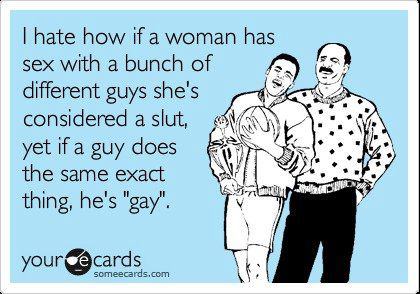 I hate how if a woman has
sex with a bunch of
different guys she's
considered a slut,
yet if a guy does
the same exact
thing, he's "gay".
your e cards
someecards.com